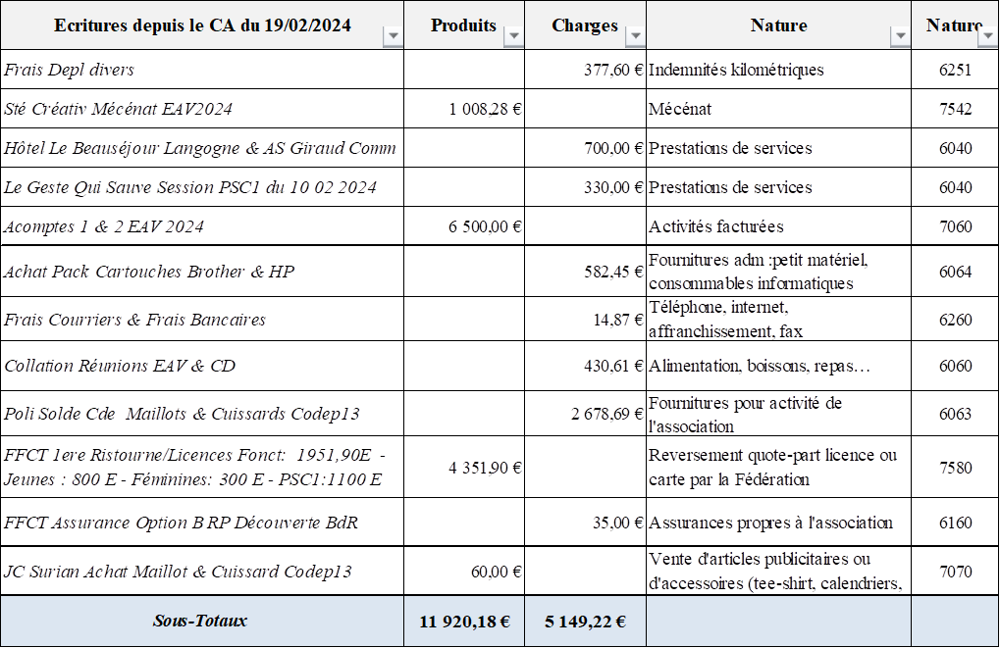 Ecritures depuis le CA du 19/02/2024 Produits Charges Nature Nature
Frais Depl divers 377,60 € Indemnités kilométriques 6251
Sté Créativ Mécénat EAV2024 1 008,28 € Mécénat 7542
Hôtel Le Beauséjour Langogne & AS Giraud Comm 700,00 € Prestations de services 6040
Le Geste Qui Sauve Session PSC1 du 10 02 2024 330,00 € Prestations de services 6040
Acomptes 1 & 2 EAV 2024 6 500,00 € Activités facturées 7060
Achat Pack Cartouches Brother & HP 582,45 € Fournitures adm :petit matériel,
consommables informatiques 6064
Frais Courriers & Frais Bancaires 14,87 € Téléphone, internet,
affranchissement, fax 6260
Collation Réunions EAV & CD 430,61 € Alimentation, boissons, repas… 6060
Poli Solde Cde Maillots & Cuissards Codep13 2 678,69 € Fournitures pour activité de
l'association 6063
FFCT 1ere Ristourne/Licences Fonct: 1951,90E -
Jeunes : 800 E - Féminines: 300 E - PSC1:1100 E 4 351,90 € Reversement quote-part licence ou
carte par la Fédération 7580
FFCT Assurance Option B RP Découverte BdR 35,00 € Assurances propres à l'association 6160
JC Surian Achat Maillot & Cuissard Codep13 60,00 € Vente d'articles publicitaires ou
d'accessoires (tee-shirt, calendriers, 7070
Sous-Totaux 11 920,18 € 5 149,22 €